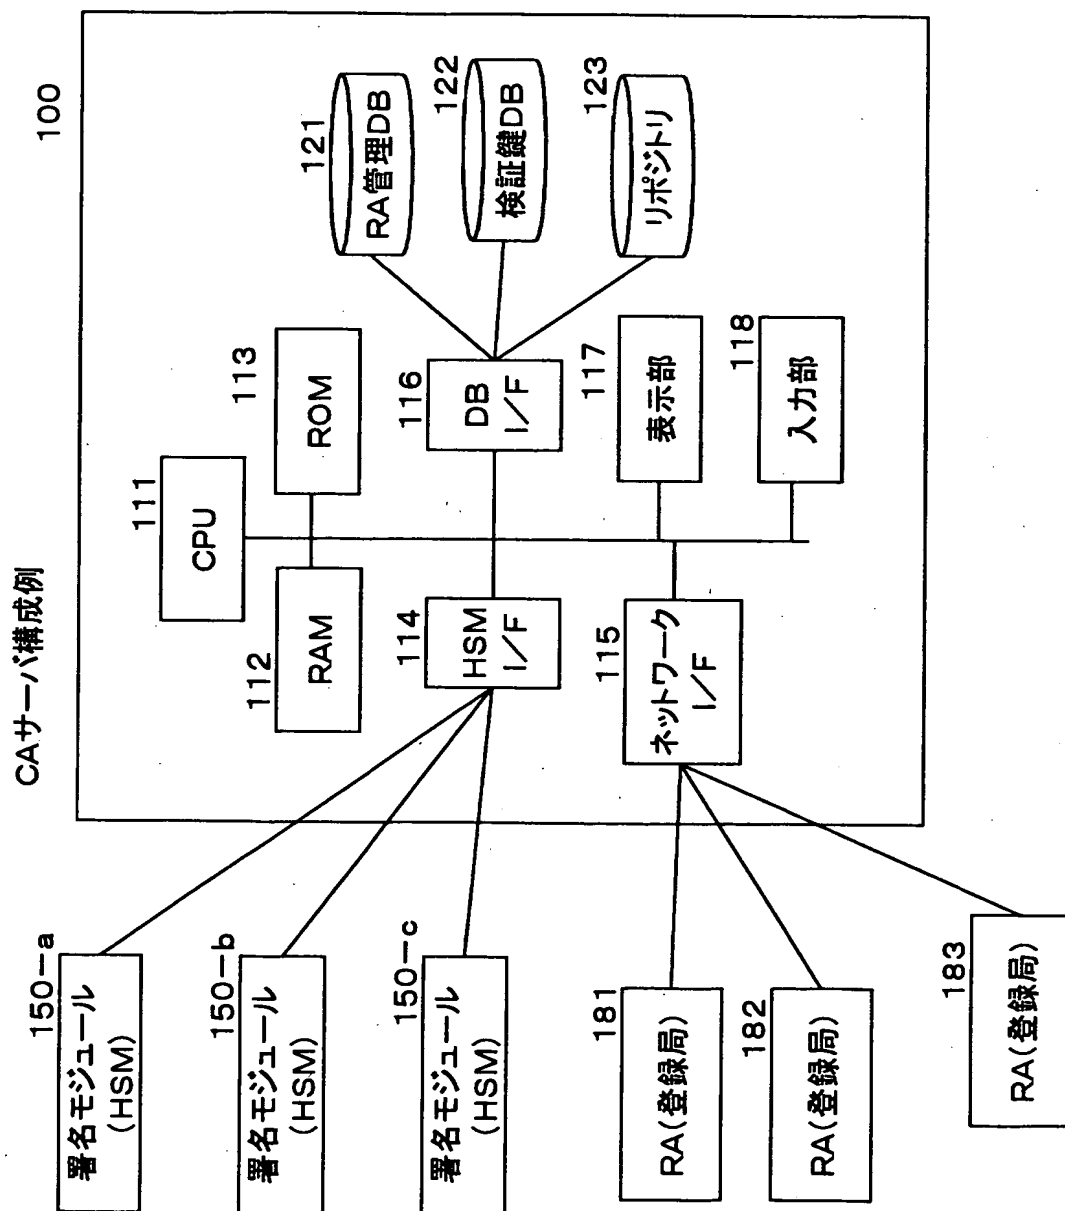 CAサーバ構成例
100
111
CPU
112
RAM
113
ROM
114
HSM
I/F
116
DB
I/F
121
RA管理DB
122
検証鍵DB
123
リポジトリ
115
ネットワーク
I/F
117
表示部
118
入力部
150-a
署名モジュール
(HSM)
150-b
署名モジュール
(HSM)
150-c
署名モジュール
(HSM)
181
RA(登録局)
182
RA(登録局)
183
RA(登録局)